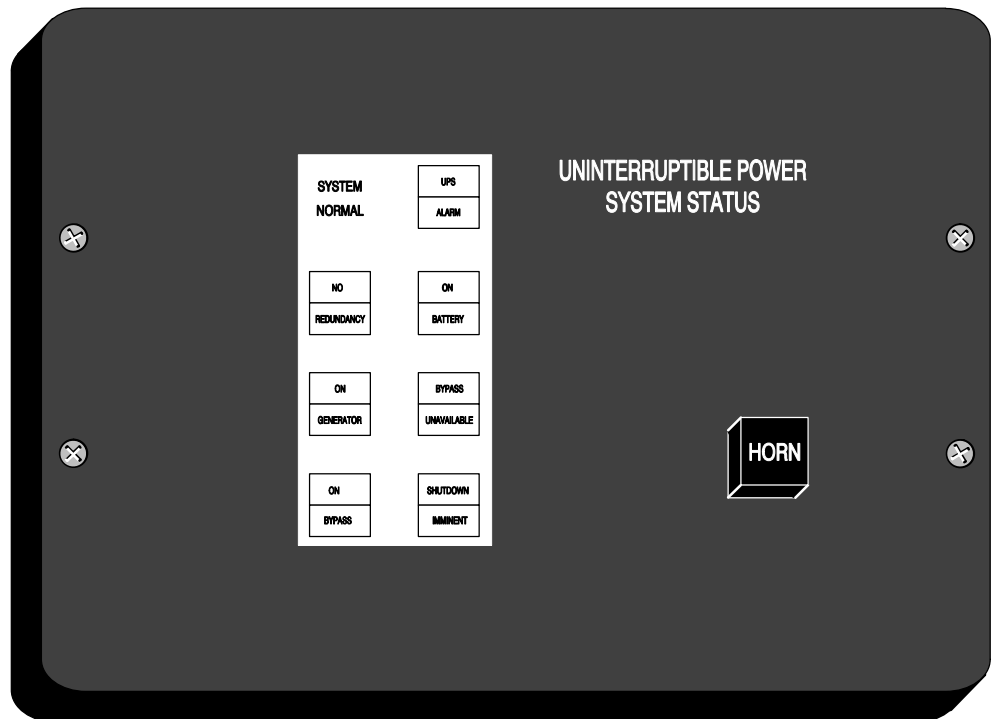 UNINTERRUPTIBLE POWER
SYSTEM STATUS
SYSTEM
NORMAL
UPS
ALARM
NO
REDUNDANCY
ON
BATTERY
ON
GENERATOR
BYPASS
UNAVAILABLE
ON
BYPASS
SHUTDOWN
IMMINENT
HORN